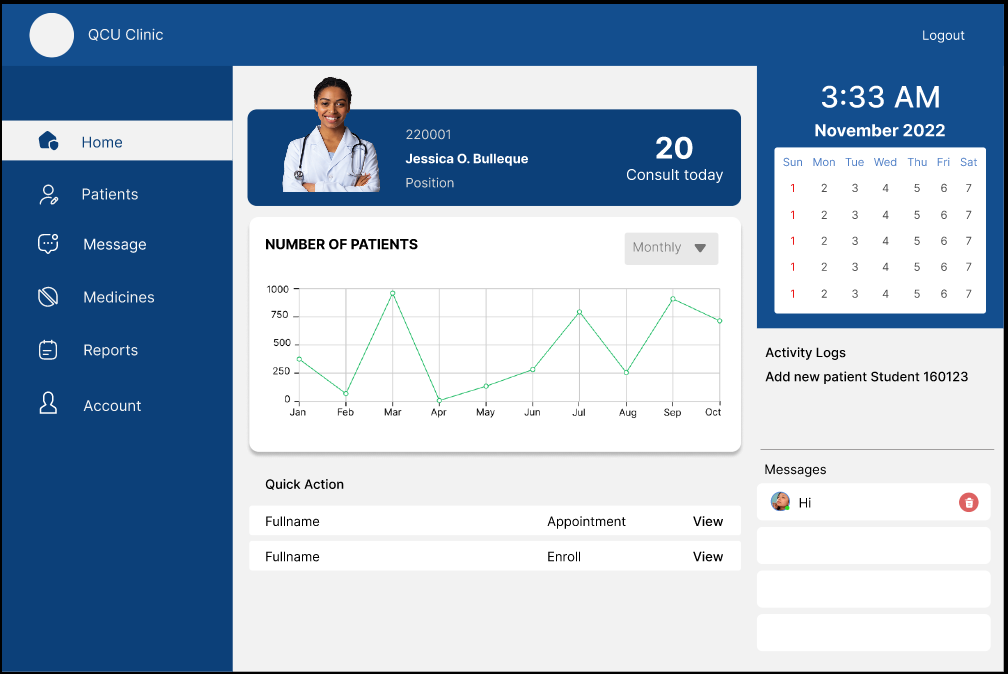 QCU Clinic
Logout
Home
Patients
Message
Medicines
Reports
Account
220001
Jessica O. Bulleque
Position
20
Consult today
NUMBER OF PATIENTS
Monthly
1000
750
500
250
0
Jan Feb Mar Apr May Jun Jul Aug Sep Oct
Quick Action
Fullname Appointment View
Fullname Enroll View
3:33 AM
November 2022
Sun Mon Tue Wed Thu Fri Sat
1 2 3 4 5 6 7
1 2 3 4 5 6 7
1 2 3 4 5 6 7
1 2 3 4 5 6 7
1 2 3 4 5 6 7
Activity Logs
Add new patient Student 160123
Messages
Hi